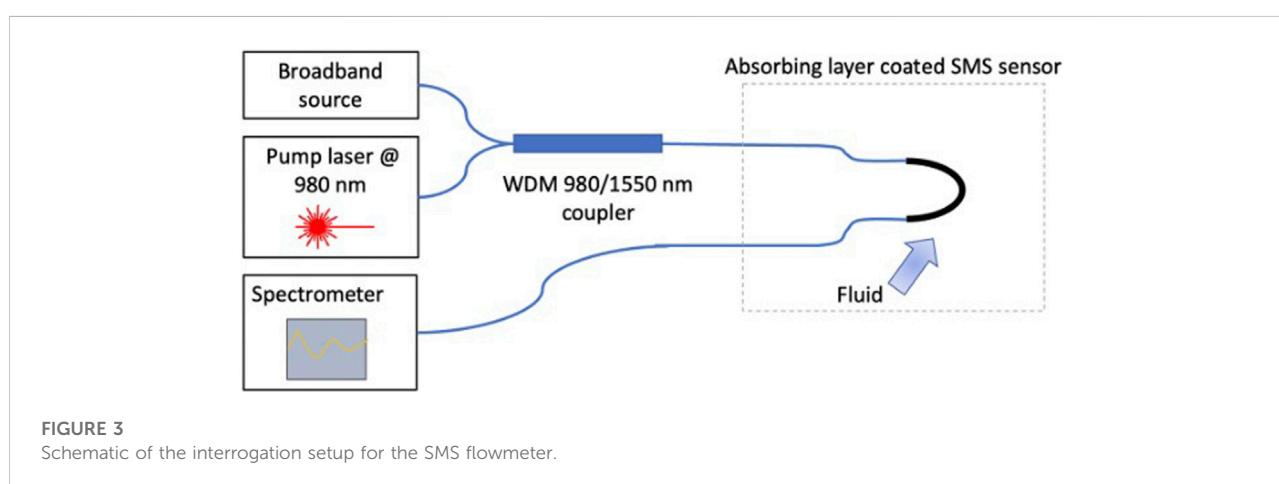 Broadband
source
Pump laser @
980 nm
Spectrometer
WDM 980/1550 nm
coupler
Absorbing layer coated SMS sensor
Fluid
FIGURE 3
Schematic of the interrogation setup for the SMS flowmeter.